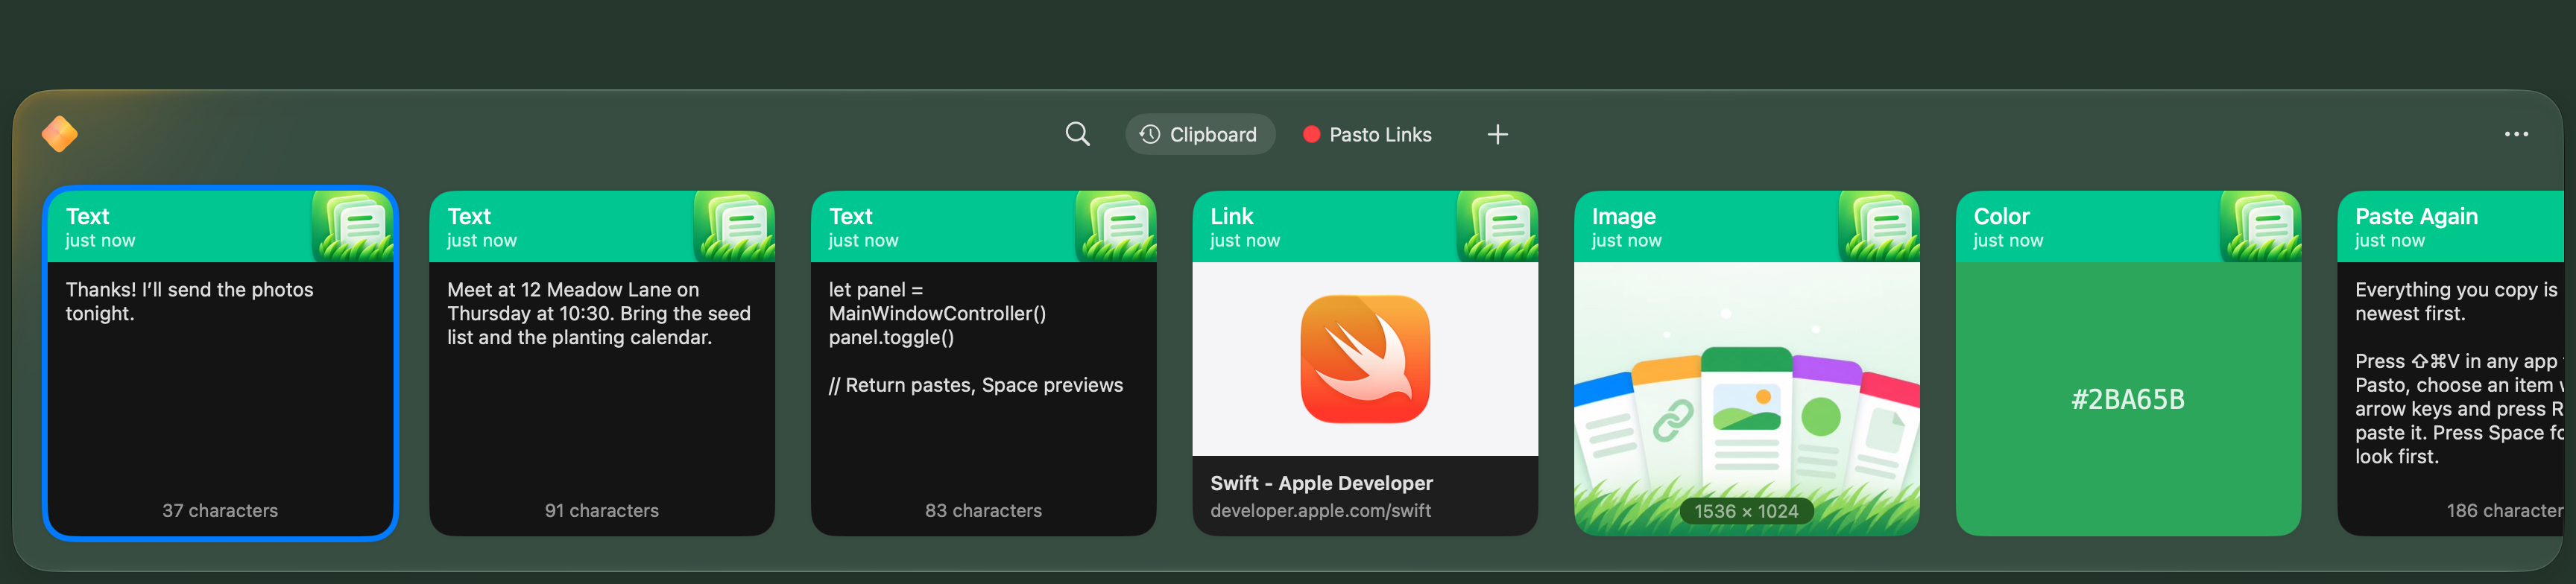 Clipboard
Pasto Links
Text
just now
Thanks! I’ll send the photos
tonight.
37 characters
Text
just now
Meet at 12 Meadow Lane on
Thursday at 10:30. Bring the seed
list and the planting calendar.
91 characters
Text
just now
let panel =
MainWindowController()
panel.toggle()
// Return pastes, Space previews
83 characters
Link
just now
Swift - Apple Developer
developer.apple.com/swift
Image
just now
1536 × 1024
Color
just now
#2BA65B
Paste Again
just now
Everything you copy is
newest first.
Press ⇧⌘V in any app
Pasto, choose an item
arrow keys and press
paste it. Press Space
look first.
186